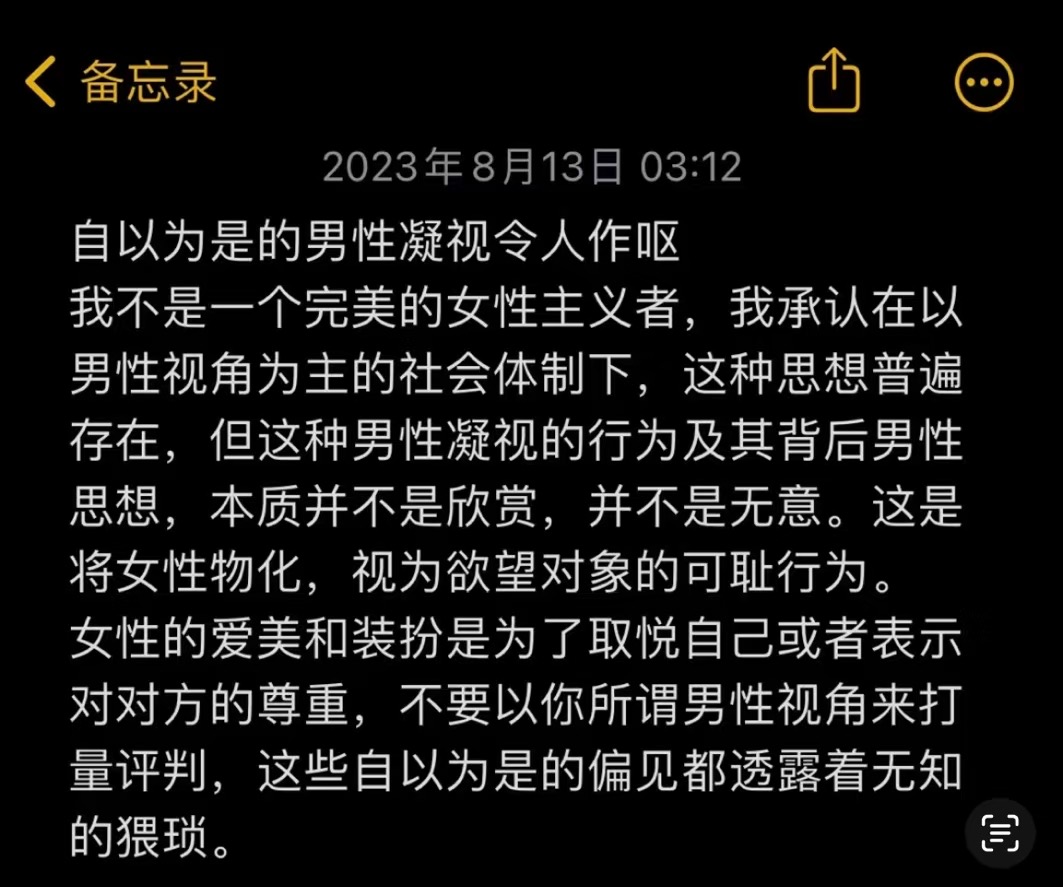 备忘录
2023年8月13日 03:12
自以为是的男性凝视令人作呕
我不是一个完美的女性主义者，我承认在以
男性视角为主的社会体制下，这种思想普遍
存在，但这种男性凝视的行为及其背后男性
思想，本质并不是欣赏，并不是无意。这是
将女性物化，视为欲望对象的可耻行为。
女性的爱美和装扮是为了取悦自己或者表示
对对方的尊重，不要以你所谓男性视角来打
量评判，这些自以为是的偏见都透露着无知
的猥琐。